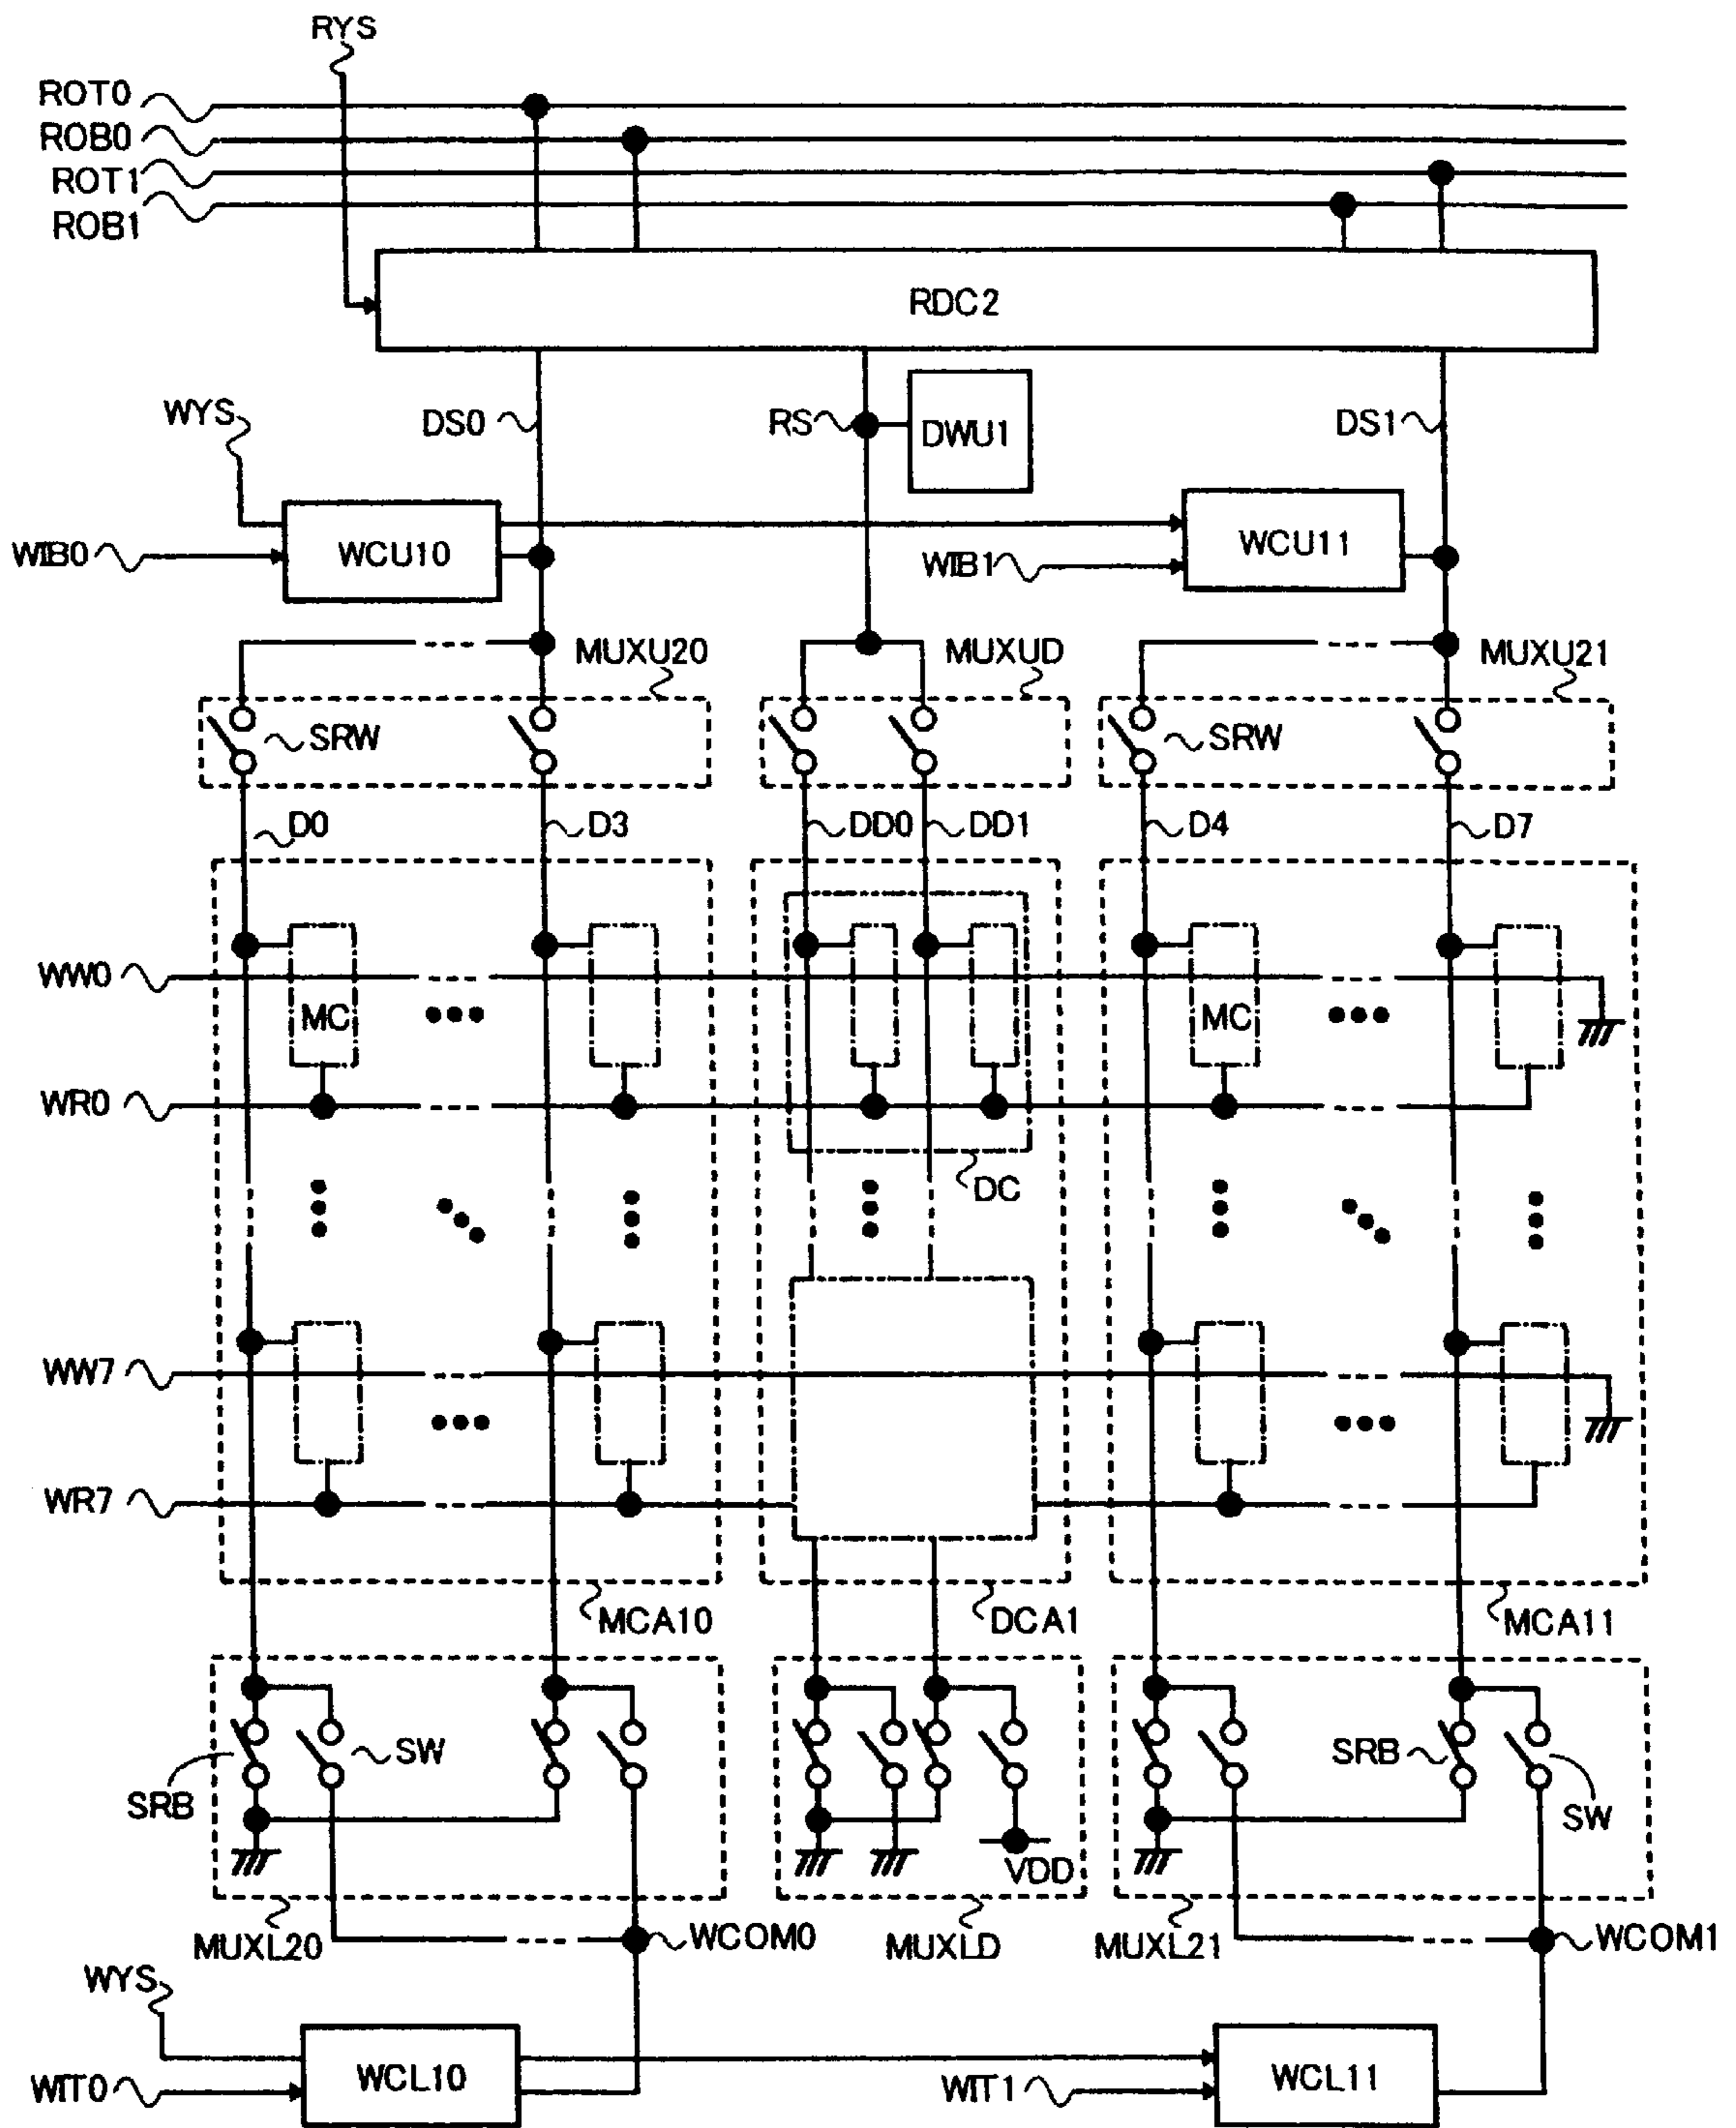 RYS
ROT0
ROB0
ROT1
ROB1
RDC2
WYS
DS0
RS
DWU1
DS1
WIB0
WCU10
WIB1
WCU11
MUXU20
MUXUD
MUXU21
SRW
SRW
D0
D3
DD0
DD1
D4
D7
WW0
MC
MC
WR0
DC
WW7
WR7
MCA10
DCA1
MCA11
SRB
SW
SRB
SW
VDD
MUXL20
WCOM0
MUXLD
MUXL21
WCOM1
WYS
WIT0
WCL10
WIT1
WCL11